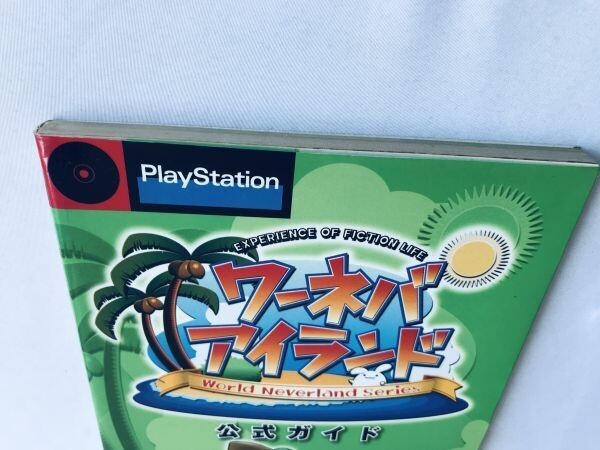 PlayStation
EXPERIENCE OF FICTION LIFE
ワーネバ
アイランド
World Neverland Series
公式ガイド